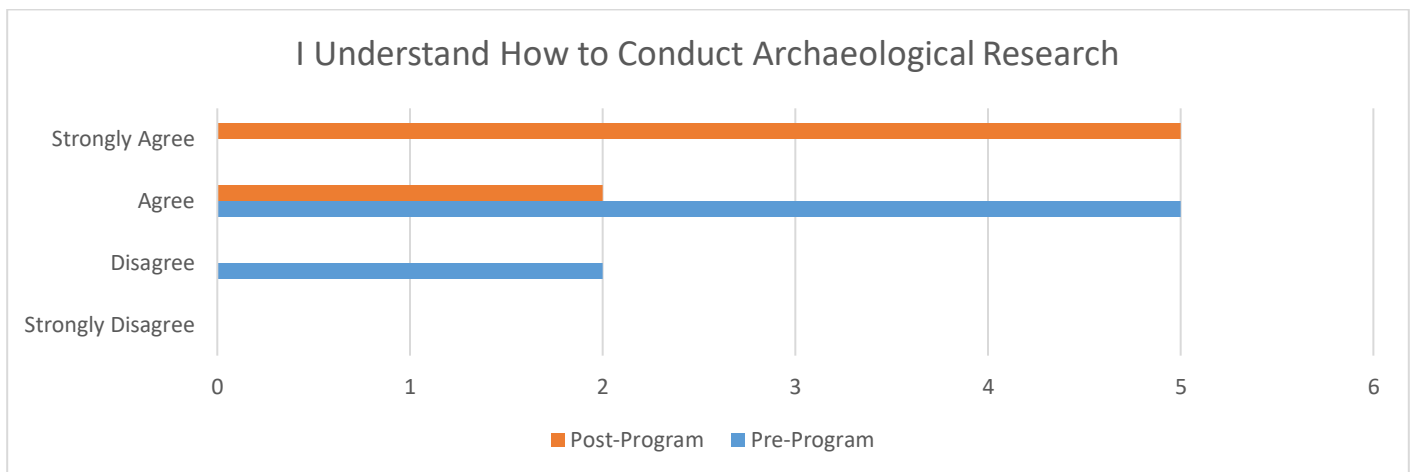 I Understand How to Conduct Archaeological Research
Strongly Agree
Agree
Disagree
Strongly Disagree
0 1 2 3 4 5 6
Post-Program Pre-Program